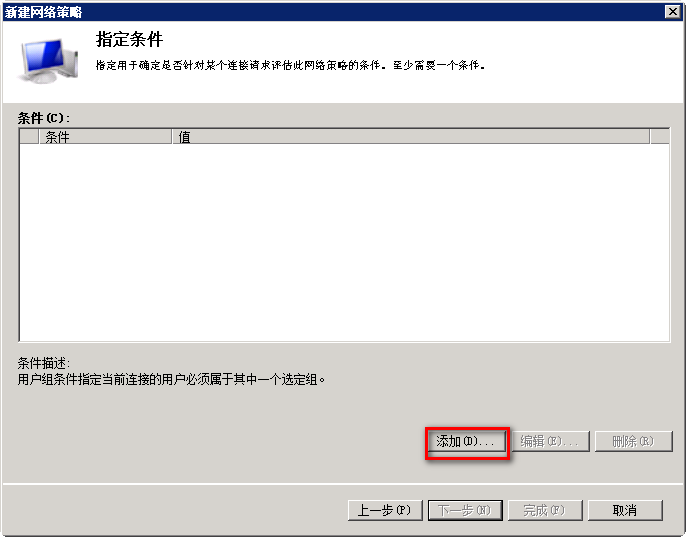 新建网络策略
指定条件
指定用于确定是否针对某个连接请求评估此网络策略的条件。至少需要一个条件。
条件(C):
条件 值
条件描述:
用户组条件指定当前连接的用户必须属于其中一个选定组。
添加(D)... 编辑(E)... 删除(R)
上一步(P) 下一步(N) 完成(F) 取消